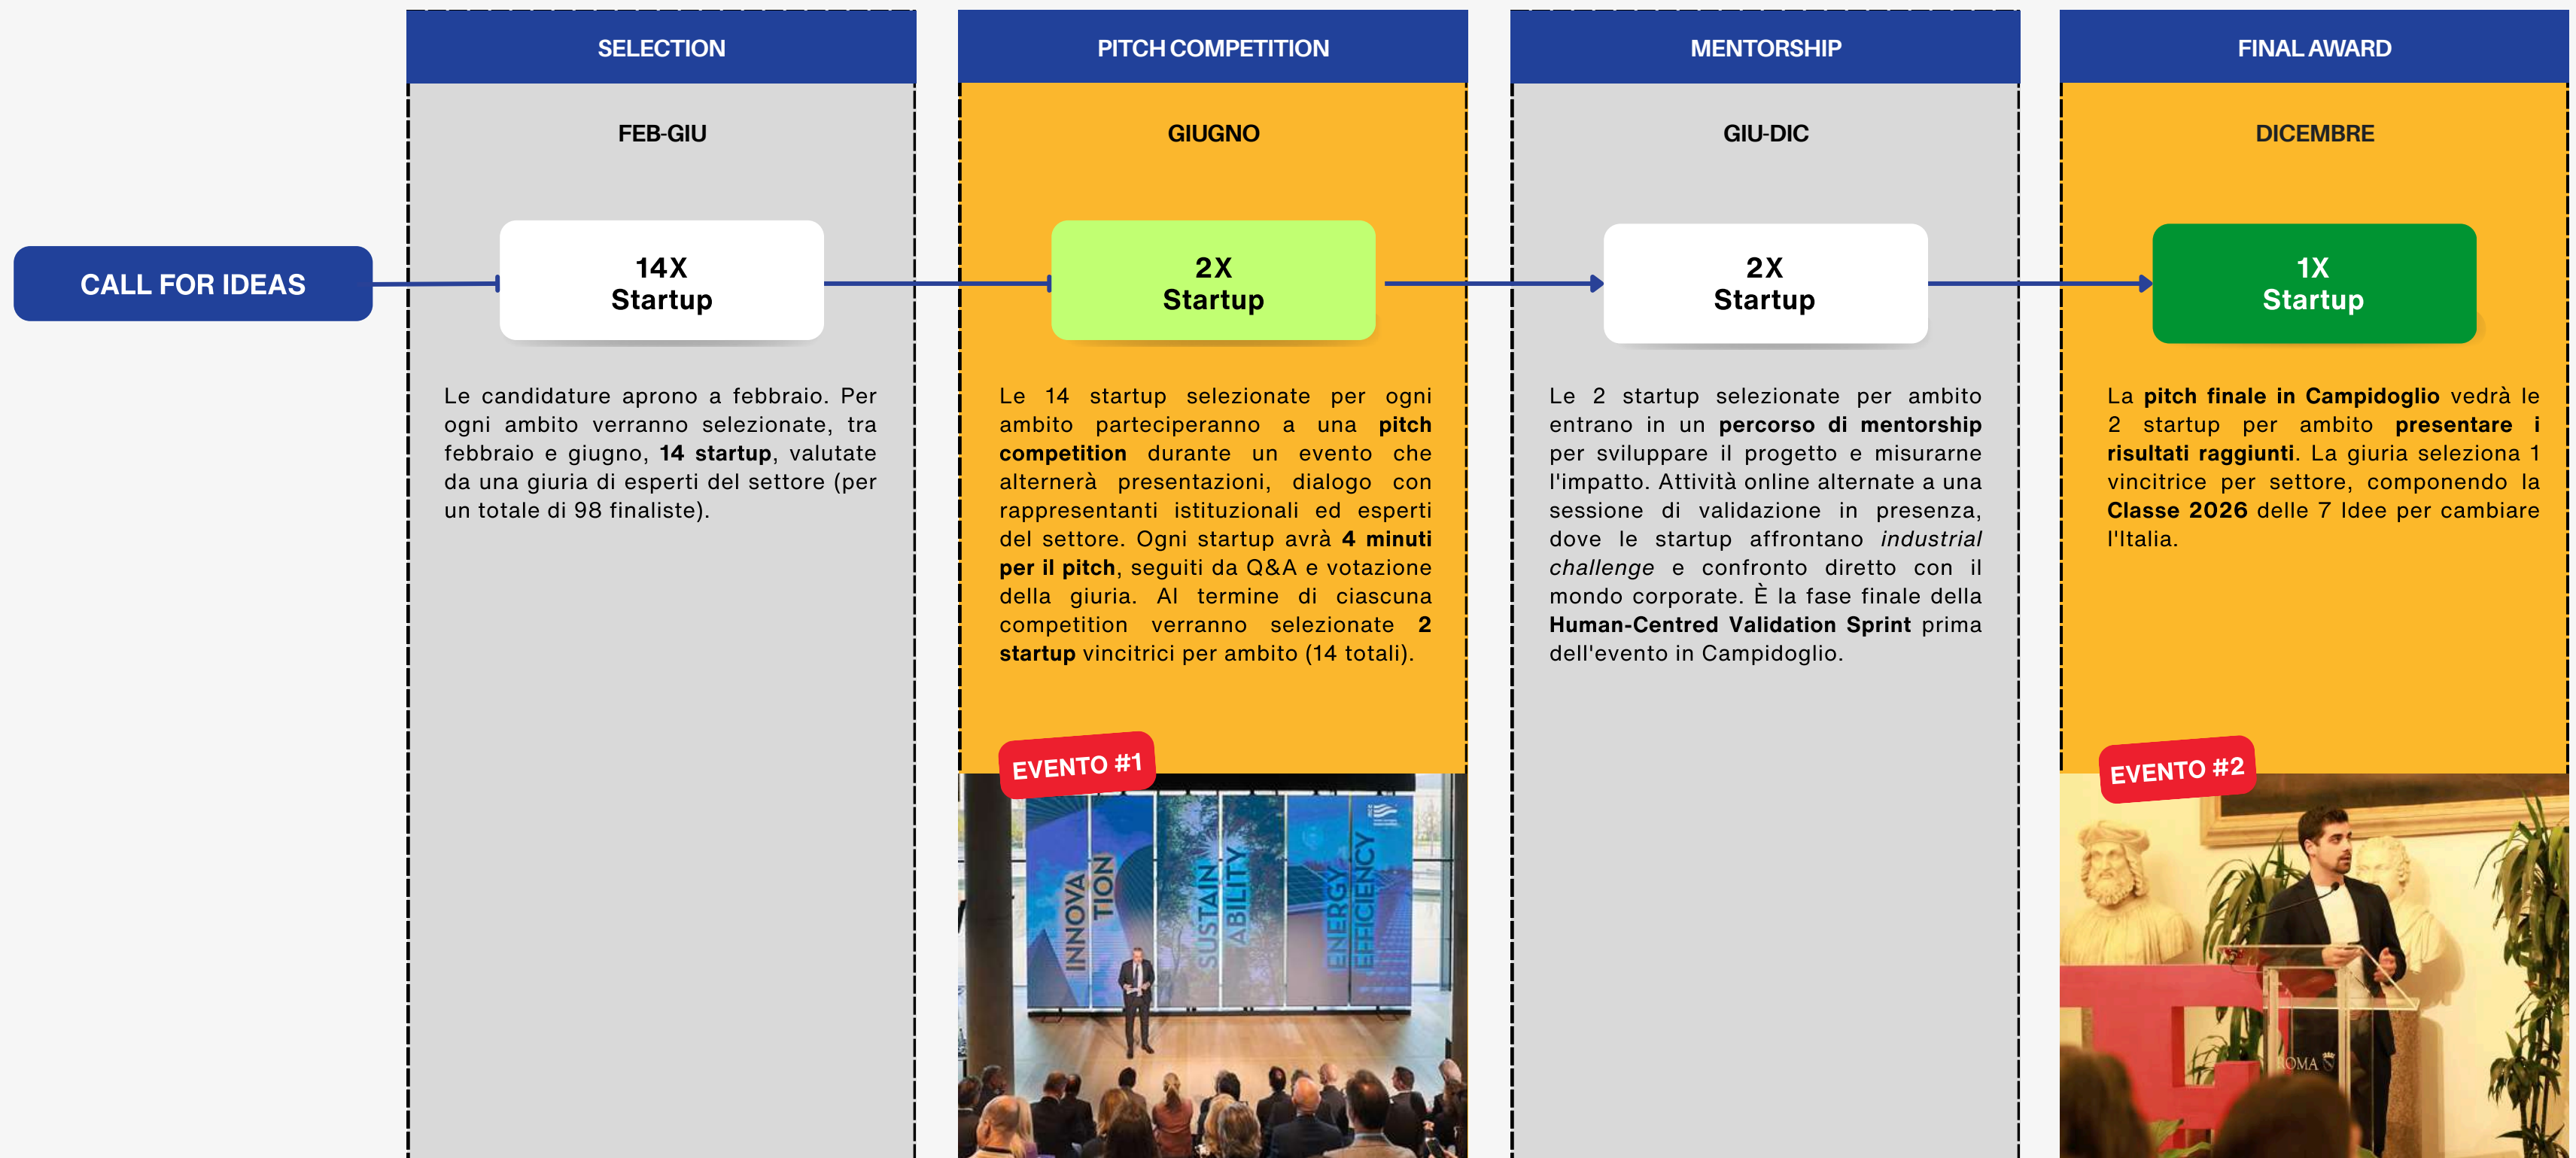 SELECTION
FEB-GIU
CALL FOR IDEAS
14X
Startup
Le candidature aprono a febbraio. Per
ogni ambito verranno selezionate, tra
febbraio e giugno, 14 startup, valutate
da una giuria di esperti del settore (per
un totale di 98 finaliste).
PITCH COMPETITION
GIUGNO
2X
Startup
Le 14 startup selezionate per ogni
ambito parteciperanno a una pitch
competition durante un evento che
alternerà presentazioni, dialogo con
rappresentanti istituzionali ed esperti
del settore. Ogni startup avrà 4 minuti
per il pitch, seguiti da Q&A e votazione
della giuria. Al termine di ciascuna
competition verranno selezionate 2
startup vincitrici per ambito (14 totali).
EVENTO #1
INNOVA
TION
SUSTAIN
ABILITY
ENERGY
EFFICIENCY
MENTORSHIP
GIU-DIC
2X
Startup
Le 2 startup selezionate per ambito
entrano in un percorso di mentorship
per sviluppare il progetto e misurarne
l'impatto. Attività online alternate a una
sessione di validazione in presenza,
dove le startup affrontano industrial
challenge e confronto diretto con il
mondo corporate. È la fase finale della
Human-Centred Validation Sprint prima
dell'evento in Campidoglio.
FINAL AWARD
DICEMBRE
1X
Startup
La pitch finale in Campidoglio vedrà le
2 startup per ambito presentare i
risultati raggiunti. La giuria seleziona 1
vincitrice per settore, componendo la
Classe 2026 delle 7 Idee per cambiare
l'Italia.
EVENTO #2
ROMA